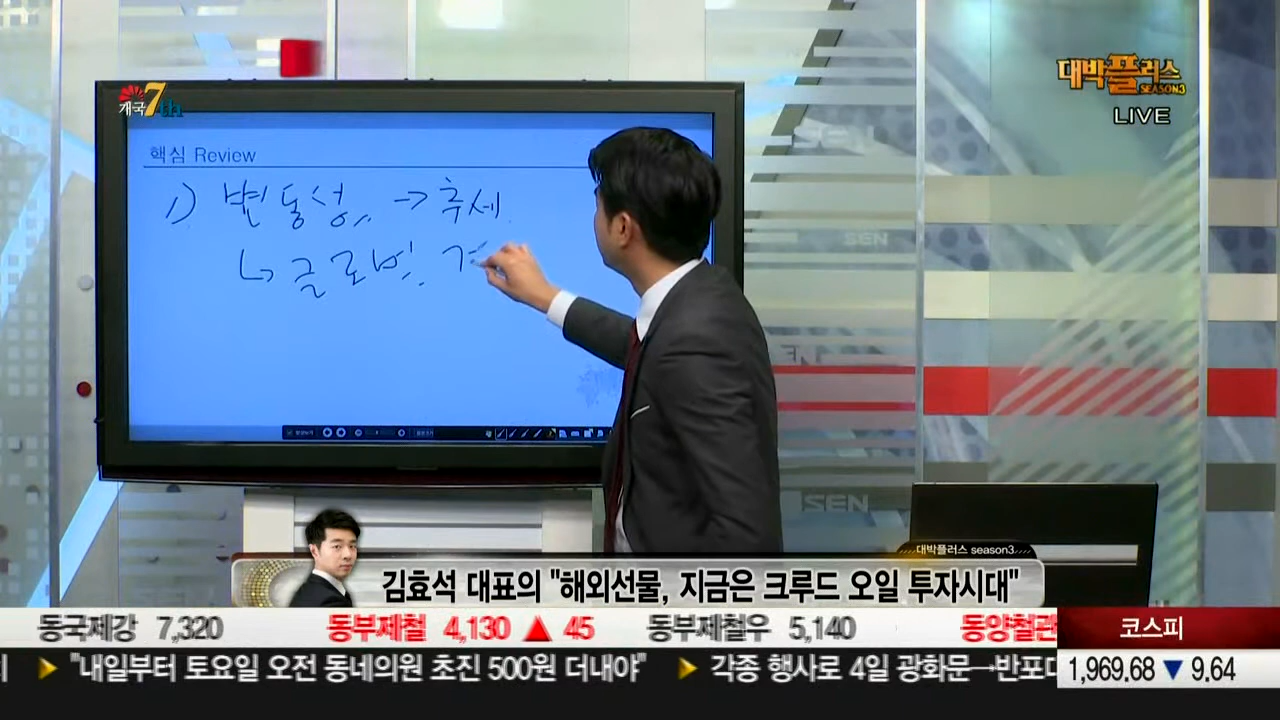 개국 7th
대박플러스
SEASON3
LIVE
핵심 Review
1) 변동성 → 추세
↳ 글로벌
SEN
SEN
SEN
대박플러스 season3
김효석 대표의 "해외선물, 지금은 크루드 오일 투자시대"
동국제강 7,320 동부제철 4,130 ▲ 45 동부제철우 5,140 동양철관
코스피
▶ "내일부터 토요일 오전 동네의원 초진 500원 더내야" ▶ 각종 행사로 4일 광화문→반포대
1,969.68 ▼ 9.64